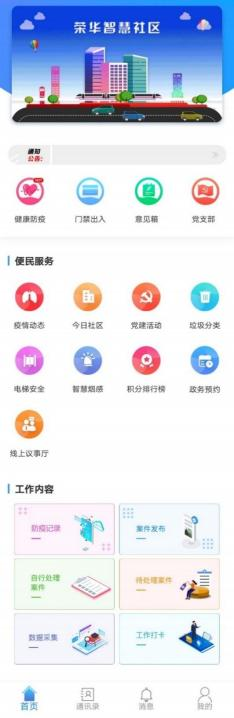 荣华智慧社区
通知
公告:
健康防疫 门禁出入 意见箱 党支部
便民服务
疫情动态 今日社区 党建活动 垃圾分类
电梯安全 智慧烟感 积分排行榜 政务预约
线上议事厅
工作内容
防疫记录 案件发布
自行处理
案件
待处理案件
数据采集 工作打卡
首页 通讯录 消息 我的